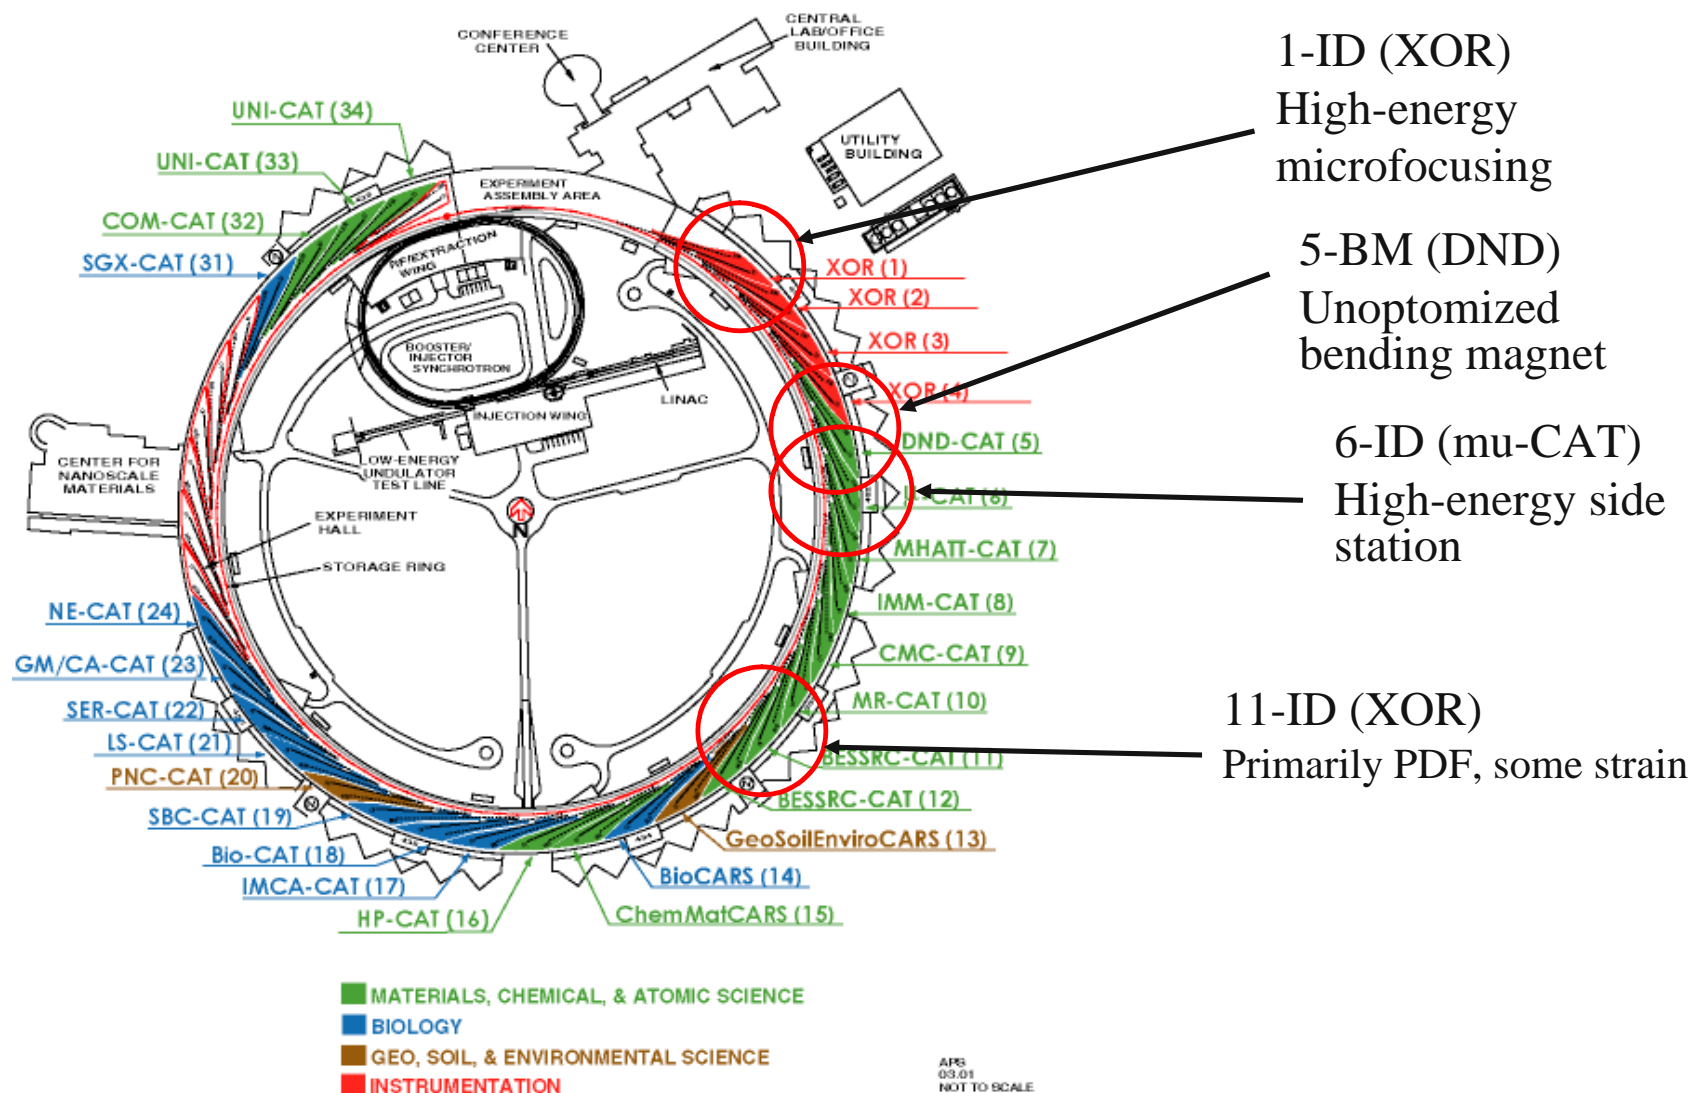 CONFERENCE
CENTER
CENTRAL
LAB/OFFICE
BUILDING
UTILITY
BUILDING
EXPERIMENT
ASSEMBLY AREA
RF/EXTRACTION
WING
BOOSTER/
INJECTOR
SYNCHROTRON
LINAC
INJECTION WING
LOW-ENERGY
UNDULATOR
TEST LINE
CENTER FOR
NANOSCALE
MATERIALS
EXPERIMENT
HALL
N
STORAGE RING
UNI-CAT (34)
UNI-CAT (33)
COM-CAT (32)
SGX-CAT (31)
NE-CAT (24)
GM/CA-CAT (23)
SER-CAT (22)
LS-CAT (21)
PNC-CAT (20)
SBC-CAT (19)
Bio-CAT (18)
IMCA-CAT (17)
HP-CAT (16)
XOR (1)
XOR (2)
XOR (3)
XOR (4)
DND-CAT (5)
-CAT (6)
MHATT-CAT (7)
IMM-CAT (8)
CMC-CAT (9)
MR-CAT (10)
BESSRC-CAT (11)
BESSRC-CAT (12)
GeoSoilEnviroCARS (13)
BioCARS (14)
ChemMatCARS (15)
1-ID (XOR)
High-energy
microfocusing
5-BM (DND)
Unoptomized
bending magnet
6-ID (mu-CAT)
High-energy side
station
11-ID (XOR)
Primarily PDF, some strain
MATERIALS, CHEMICAL, & ATOMIC SCIENCE
BIOLOGY
GEO, SOIL, & ENVIRONMENTAL SCIENCE
INSTRUMENTATION
APS
03.01
NOT TO SCALE